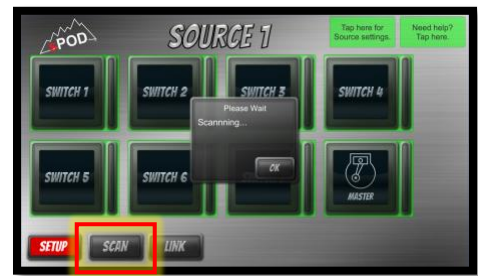 sPOD
SOURCE 1
Tap here for
Source settings.
Need help?
Tap here.
SWITCH 1
SWITCH 2
SWITCH 3
SWITCH 4
Please Wait
Scannning...
OK
SWITCH 5
SWITCH 6
MASTER
SETUP
SCAN
LINK